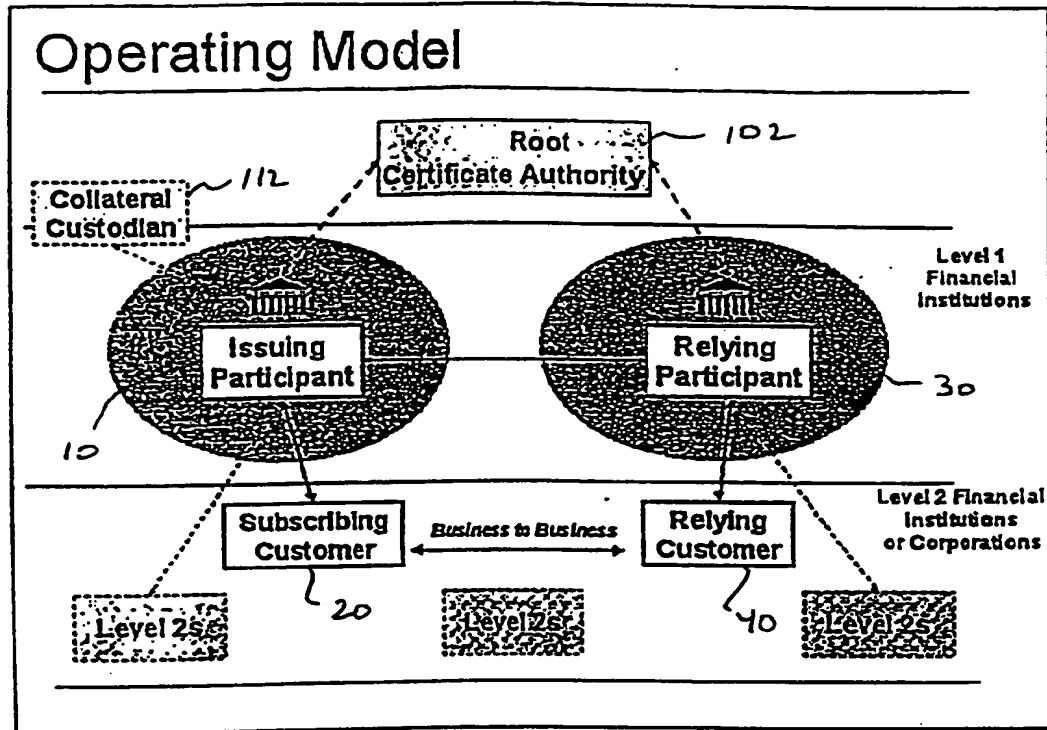 Operating Model
Root
Certificate Authority
102
112
Collateral
Custodian
Level 1
Financial
Institutions
Issuing
Participant
Relying
Participant
30
10
Level 2 Financial
Institutions
or Corporations
Subscribing
Customer
Business to Business
Relying
Customer
20
40
Level 2s
Level 2s
Level 2s